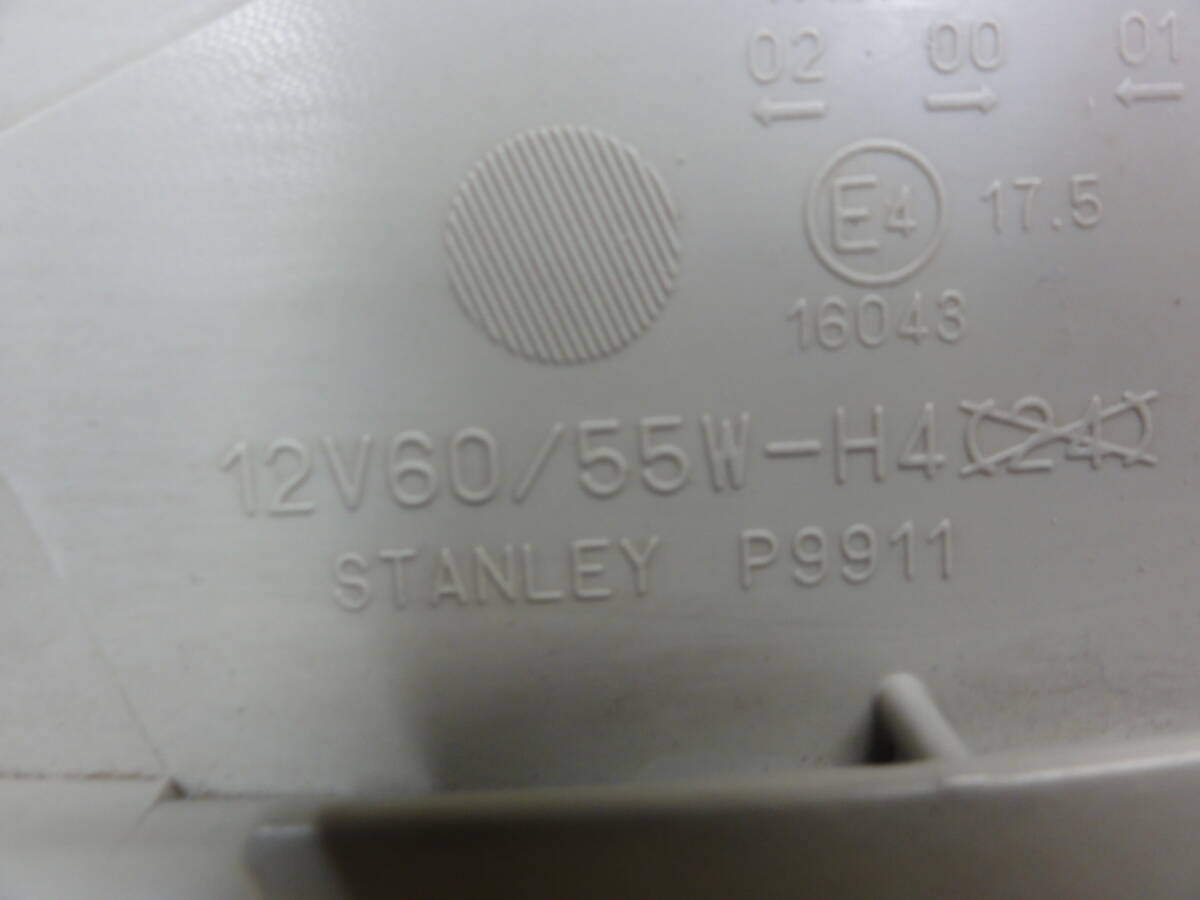 02 00 01
← → ←
E4 17.5
16043
12V60/55W-H4
STANLEY P9911